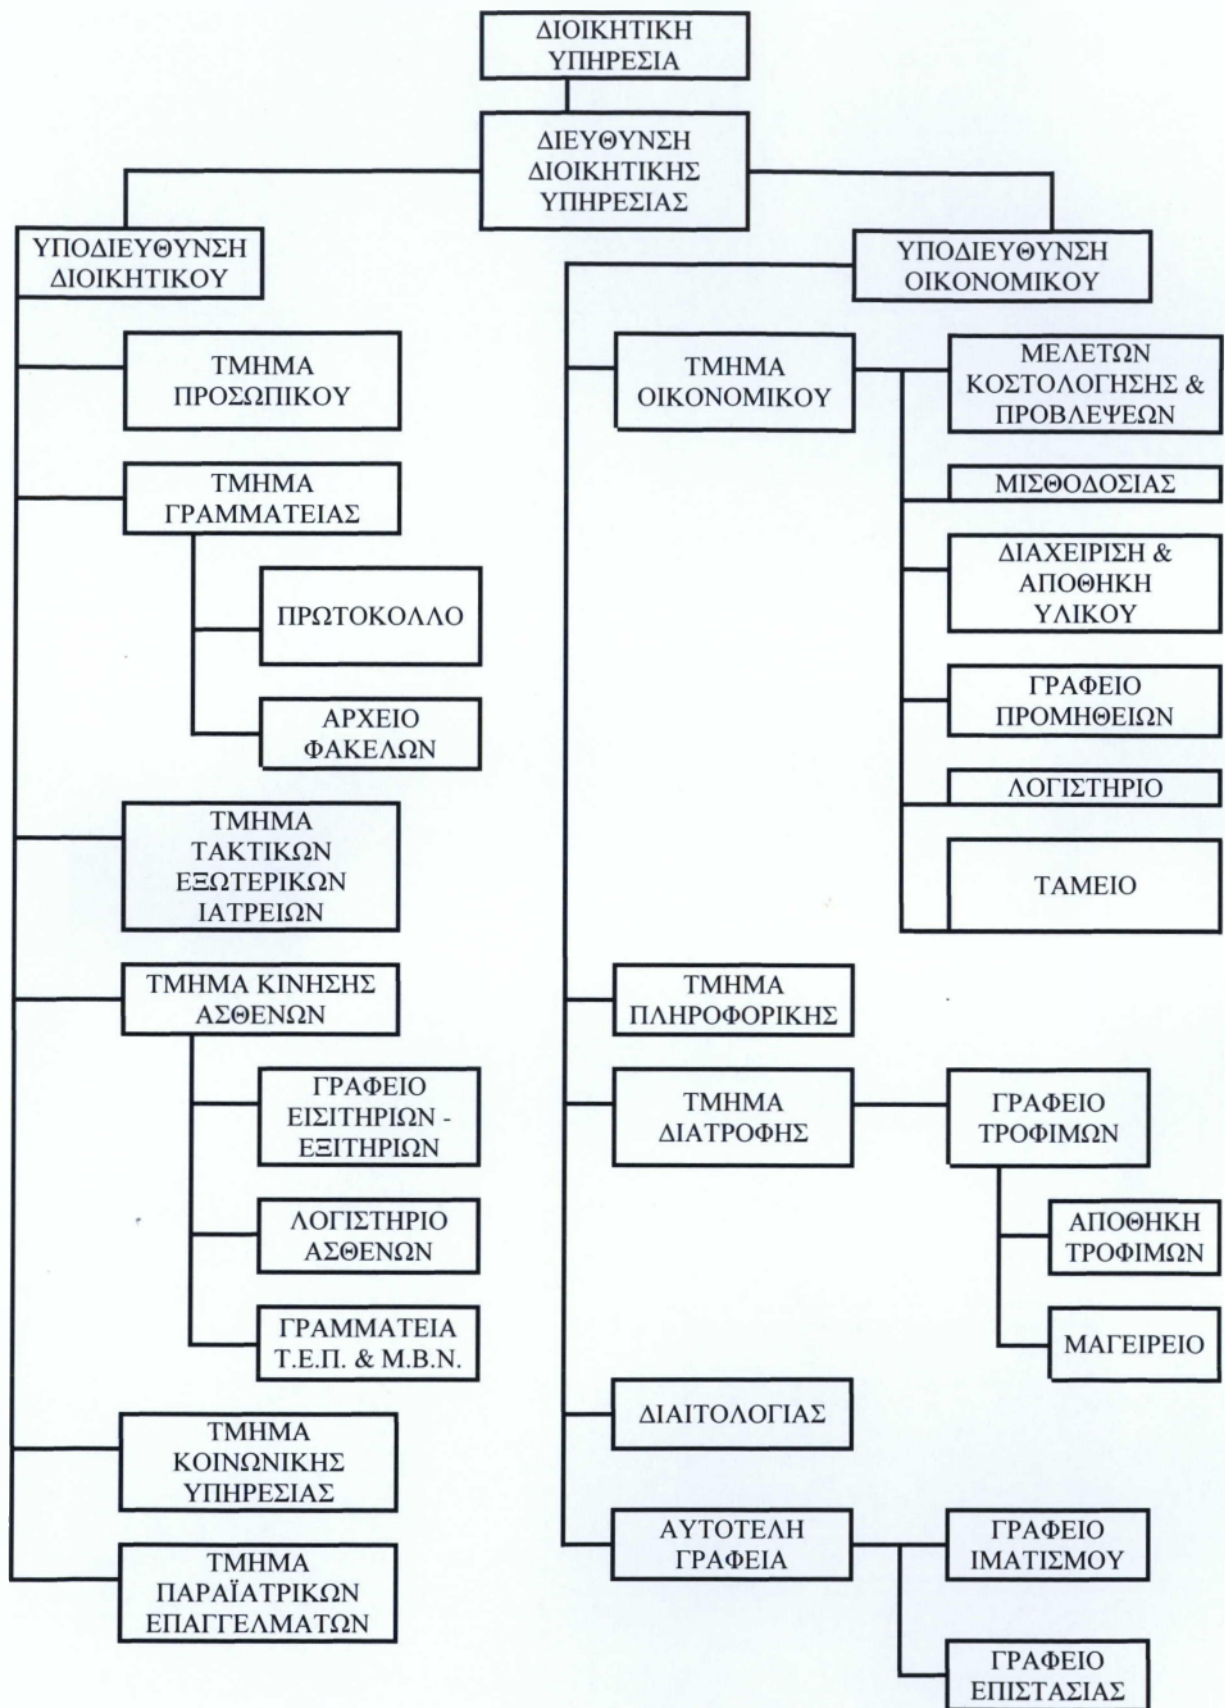 ΔΙΟΙΚΗΤΙΚΗ
ΥΠΗΡΕΣΙΑ
ΔΙΕΥΘΥΝΣΗ
ΔΙΟΙΚΗΤΙΚΗΣ
ΥΠΗΡΕΣΙΑΣ
ΥΠΟΔΙΕΥΘΥΝΣΗ
ΔΙΟΙΚΗΤΙΚΟΥ
ΤΜΗΜΑ
ΠΡΟΣΩΠΙΚΟΥ
ΤΜΗΜΑ
ΓΡΑΜΜΑΤΕΙΑΣ
ΠΡΩΤΟΚΟΛΛΟ
ΑΡΧΕΙΟ
ΦΑΚΕΛΩΝ
ΤΜΗΜΑ
ΤΑΚΤΙΚΩΝ
ΕΞΩΤΕΡΙΚΩΝ
ΙΑΤΡΕΙΩΝ
ΤΜΗΜΑ ΚΙΝΗΣΗΣ
ΑΣΘΕΝΩΝ
ΓΡΑΦΕΙΟ
ΕΙΣΙΤΗΡΙΩΝ -
ΕΞΙΤΗΡΙΩΝ
ΛΟΓΙΣΤΗΡΙΟ
ΑΣΘΕΝΩΝ
ΓΡΑΜΜΑΤΕΙΑ
Τ.Ε.Π. & Μ.Β.Ν.
ΤΜΗΜΑ
ΚΟΙΝΩΝΙΚΗΣ
ΥΠΗΡΕΣΙΑΣ
ΤΜΗΜΑ
ΠΑΡΑΪΑΤΡΙΚΩΝ
ΕΠΑΓΓΕΛΜΑΤΩΝ
ΥΠΟΔΙΕΥΘΥΝΣΗ
ΟΙΚΟΝΟΜΙΚΟΥ
ΤΜΗΜΑ
ΟΙΚΟΝΟΜΙΚΟΥ
ΜΕΛΕΤΩΝ
ΚΟΣΤΟΛΟΓΗΣΗΣ &
ΠΡΟΒΛΕΨΕΩΝ
ΜΙΣΘΟΔΟΣΙΑΣ
ΔΙΑΧΕΙΡΙΣΗ &
ΑΠΟΘΗΚΗ
ΥΛΙΚΟΥ
ΓΡΑΦΕΙΟ
ΠΡΟΜΗΘΕΙΩΝ
ΛΟΓΙΣΤΗΡΙΟ
ΤΑΜΕΙΟ
ΤΜΗΜΑ
ΠΛΗΡΟΦΟΡΙΚΗΣ
ΤΜΗΜΑ
ΔΙΑΤΡΟΦΗΣ
ΓΡΑΦΕΙΟ
ΤΡΟΦΙΜΩΝ
ΑΠΟΘΗΚΗ
ΤΡΟΦΙΜΩΝ
ΜΑΓΕΙΡΕΙΟ
ΔΙΑΙΤΟΛΟΓΙΑΣ
ΑΥΤΟΤΕΛΗ
ΓΡΑΦΕΙΑ
ΓΡΑΦΕΙΟ
ΙΜΑΤΙΣΜΟΥ
ΓΡΑΦΕΙΟ
ΕΠΙΣΤΑΣΙΑΣ